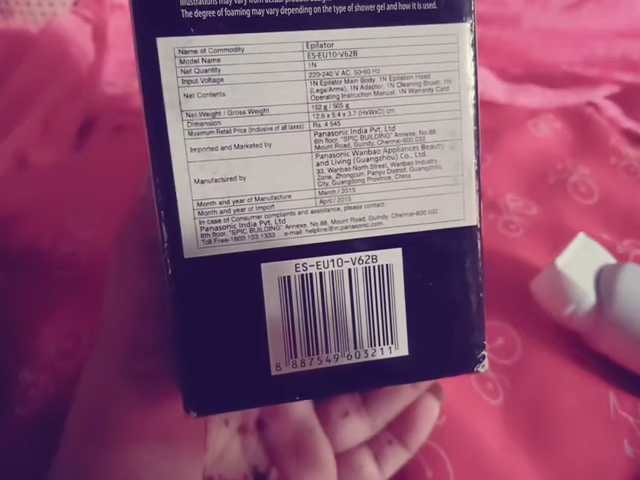 illustrations may vary from actual product
The degree of foaming may vary depending on the type of shower gel and how it is used.
Name of Commodity Epilator
Model Name ES-EU10-V62B
Net Quantity 1N
Input Voltage 220-240 V AC. 50-60 Hz
Net Contents 1N Epilator Main Body, 1N Epilation Head
(Legs/Arms), 1N Adaptor, 1N Cleaning Brush, 1N
Operating Instruction Manual, 1N Warranty Card
Net Weight / Gross Weight 152 g / 505 g
Dimension 12.6 x 5.4 x 3.7 (HxWxD) cm
Maximum Retail Price (Inclusive of all taxes) Rs. 4 545
Imported and Marketed by Panasonic India Pvt. Ltd
6th floor, "SPIC BUILDING" Annexe, No.88,
Mount Road, Guindy, Chennai-600 032
Manufactured by Panasonic Wanbao Appliances Beauty
and Living (Guangzhou) Co., Ltd.
33, Wanbao North Street, Wanbao Industry
Zone, Zhongcun, Panyu District, Guangzhou
City, Guangdong Province, China
Month and year of Manufacture March / 2015
Month and year of Import April / 2015
In case of Consumer complaints and assistance, please contact
Panasonic India Pvt. Ltd
6th floor, "SPIC BUILDING" Annexe, No.88, Mount Road, Guindy, Chennai-600 032
Toll Free-1800 103 1333 e-mail: helpline@in.panasonic.com
ES-EU10-V62B
8 887549 603211